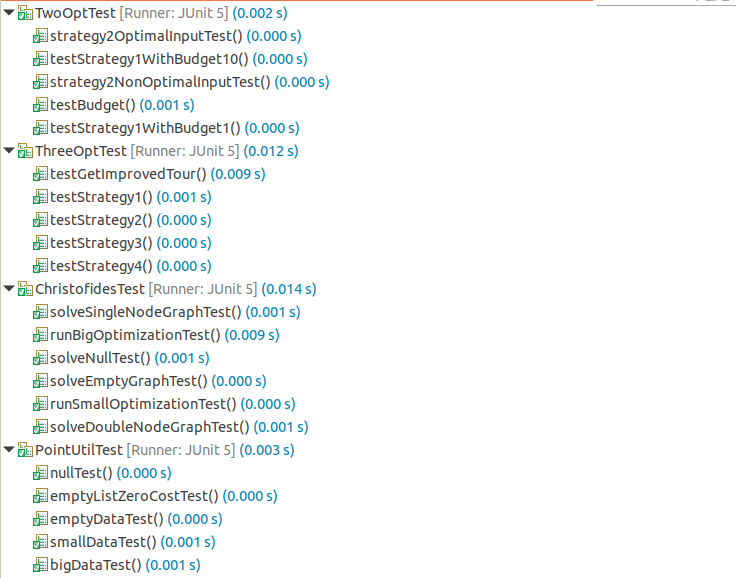 TwoOptTest [Runner: JUnit 5] (0.002 s)
strategy2OptimalInputTest() (0.000 s)
testStrategy1WithBudget10() (0.000 s)
strategy2NonOptimalInputTest() (0.000 s)
testBudget() (0.001 s)
testStrategy1WithBudget1() (0.000 s)
ThreeOptTest [Runner: JUnit 5] (0.012 s)
testGetImprovedTour() (0.009 s)
testStrategy1() (0.001 s)
testStrategy2() (0.000 s)
testStrategy3() (0.000 s)
testStrategy4() (0.000 s)
ChristofidesTest [Runner: JUnit 5] (0.014 s)
solveSingleNodeGraphTest() (0.001 s)
runBigOptimizationTest() (0.009 s)
solveNullTest() (0.001 s)
solveEmptyGraphTest() (0.000 s)
runSmallOptimizationTest() (0.000 s)
solveDoubleNodeGraphTest() (0.001 s)
PointUtilTest [Runner: JUnit 5] (0.003 s)
nullTest() (0.000 s)
emptyListZeroCostTest() (0.000 s)
emptyDataTest() (0.000 s)
smallDataTest() (0.001 s)
bigDataTest() (0.001 s)